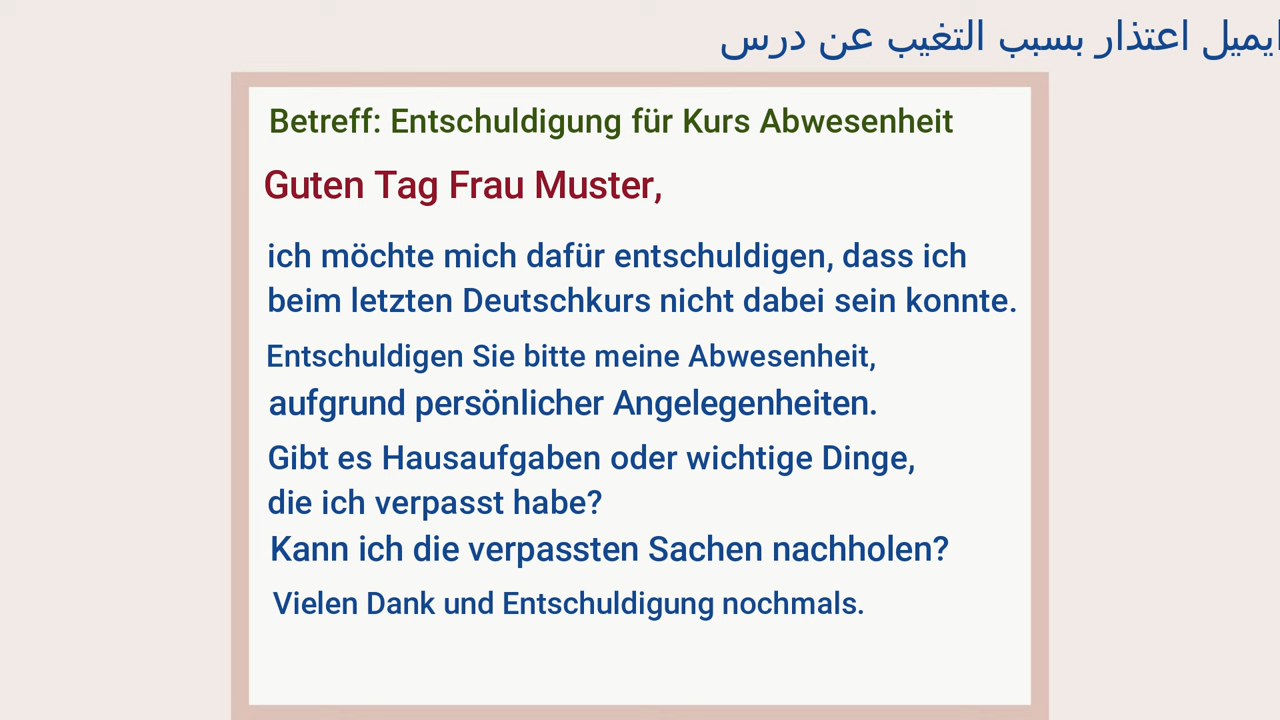 ايميل اعتذار بسبب التغيب عن درس
Betreff: Entschuldigung für Kurs Abwesenheit
Guten Tag Frau Muster,
ich möchte mich dafür entschuldigen, dass ich
beim letzten Deutschkurs nicht dabei sein konnte.
Entschuldigen Sie bitte meine Abwesenheit,
aufgrund persönlicher Angelegenheiten.
Gibt es Hausaufgaben oder wichtige Dinge,
die ich verpasst habe?
Kann ich die verpassten Sachen nachholen?
Vielen Dank und Entschuldigung nochmals.